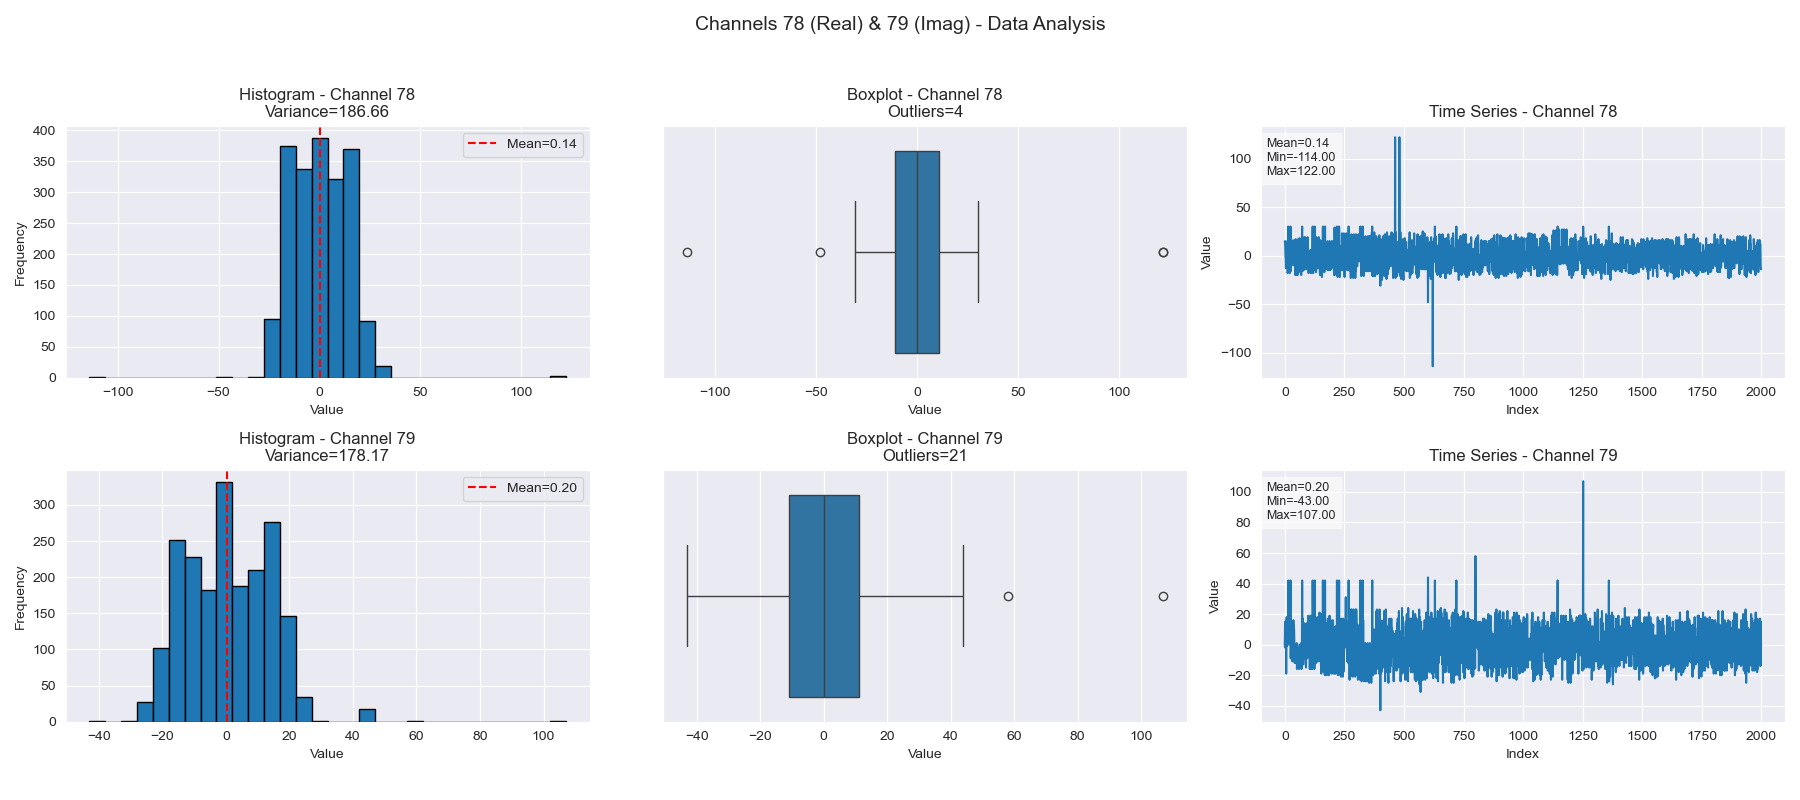 Channels 78 (Real) & 79 (Imag) - Data Analysis
Histogram - Channel 78
Variance=186.66
Mean=0.14
400
350
300
250
200
150
100
50
0
Frequency
−100 −50 0 50 100
Value
Boxplot - Channel 78
Outliers=4
−100 −50 0 50 100
Value
Time Series - Channel 78
Mean=0.14
Min=-114.00
Max=122.00
100
50
0
−50
−100
Value
0 250 500 750 1000 1250 1500 1750 2000
Index
Histogram - Channel 79
Variance=178.17
Mean=0.20
300
250
200
150
100
50
0
Frequency
−40 −20 0 20 40 60 80 100
Value
Boxplot - Channel 79
Outliers=21
−40 −20 0 20 40 60 80 100
Value
Time Series - Channel 79
Mean=0.20
Min=-43.00
Max=107.00
100
80
60
40
20
0
−20
−40
Value
0 250 500 750 1000 1250 1500 1750 2000
Index